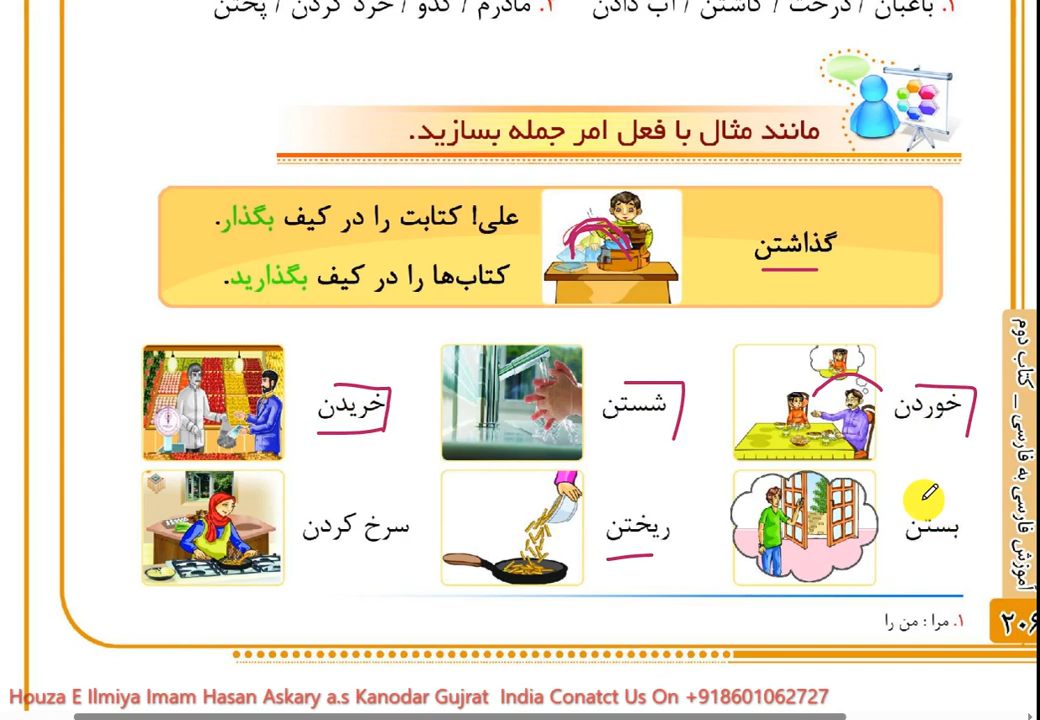 ۱. باغبان / درخت / کاشتن / آب دادن ۲. مادرم / کدو / خرد کردن / پختن
مانند مثال با فعل امر جمله بسازید.
گذاشتن
علی! کتابت را در کیف بگذار.
کتاب‌ها را در کیف بگذارید.
خوردن
شستن
خریدن
بستن
ریختن
سرخ کردن
۱. مرا : من را
آموزش فارسی به فارسی ــ کتاب دوم
۲۰۶
Houza E Ilmiya Imam Hasan Askary a.s Kanodar Gujrat India Conatct Us On +918601062727